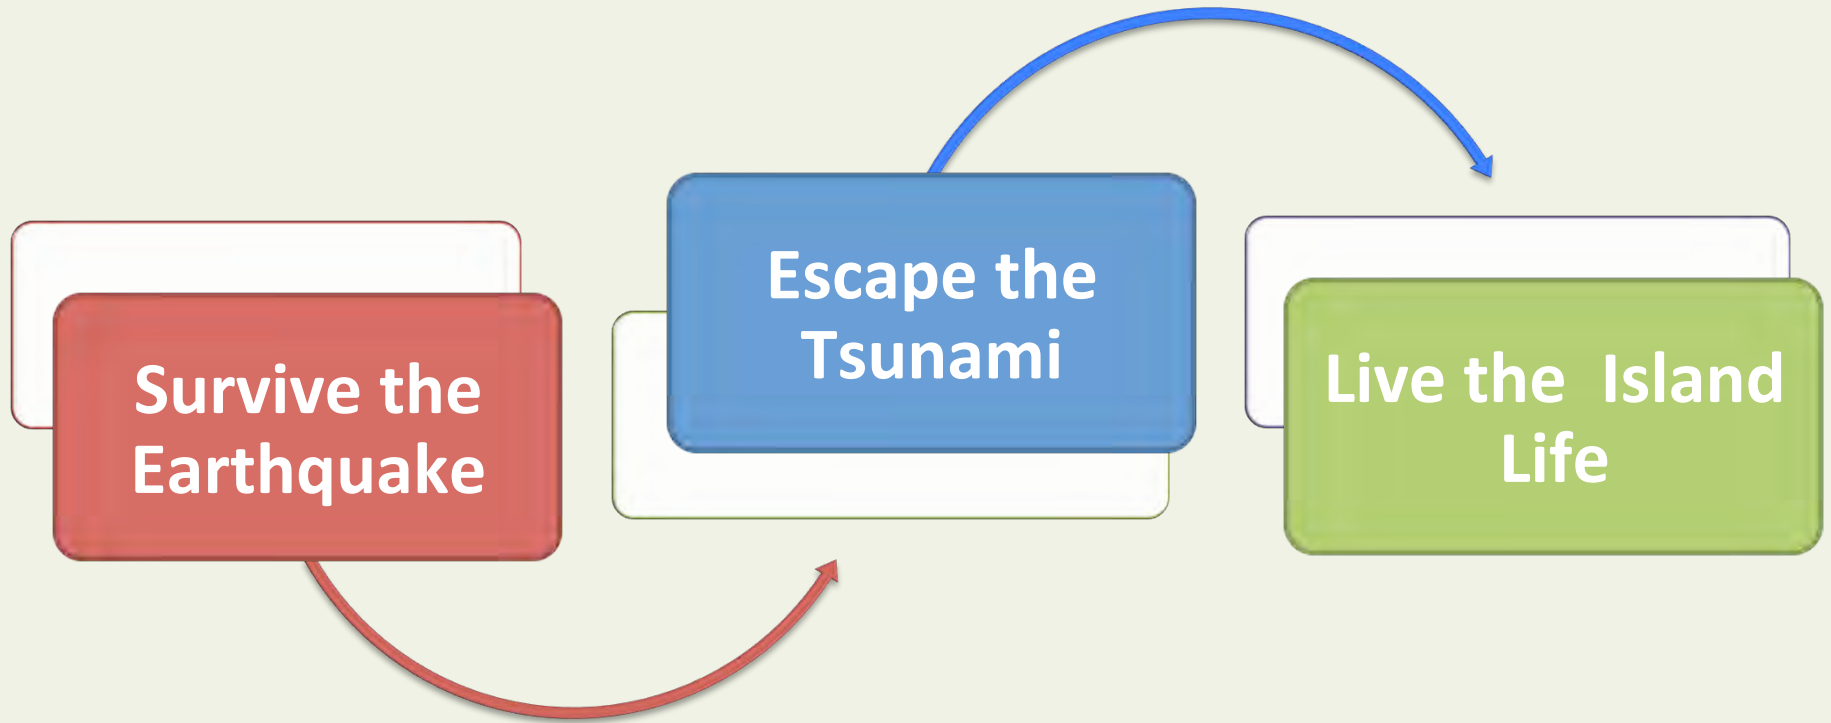 Survive the
Earthquake
Escape the
Tsunami
Live the  Island
Life